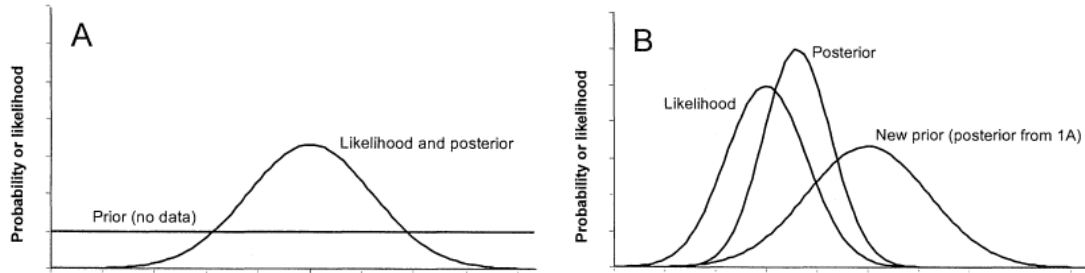 A
Probability or likelihood
Likelihood and posterior
Prior (no data)
B
Probability or likelihood
Posterior
Likelihood
New prior (posterior from 1A)